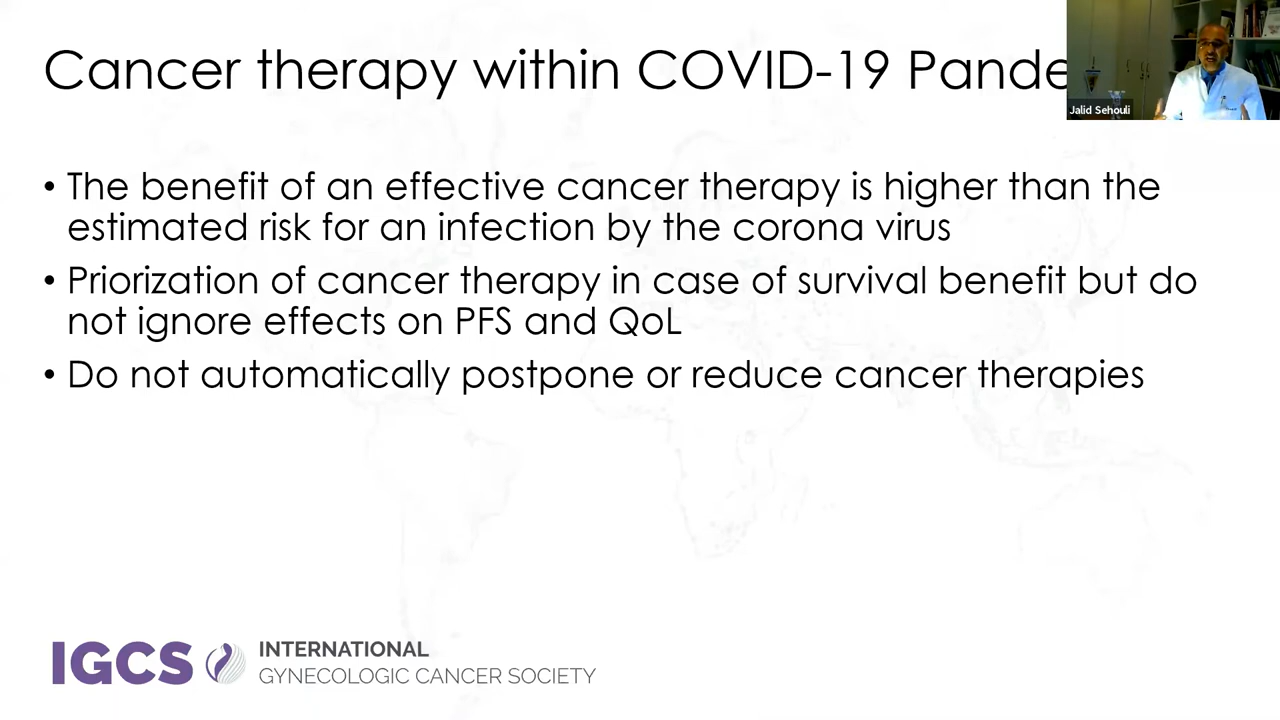 Cancer therapy within COVID-19 Pande
Jalid Sehouli
• The benefit of an effective cancer therapy is higher than the
estimated risk for an infection by the corona virus
• Priorization of cancer therapy in case of survival benefit but do
not ignore effects on PFS and QoL
• Do not automatically postpone or reduce cancer therapies
IGCS
INTERNATIONAL
GYNECOLOGIC CANCER SOCIETY